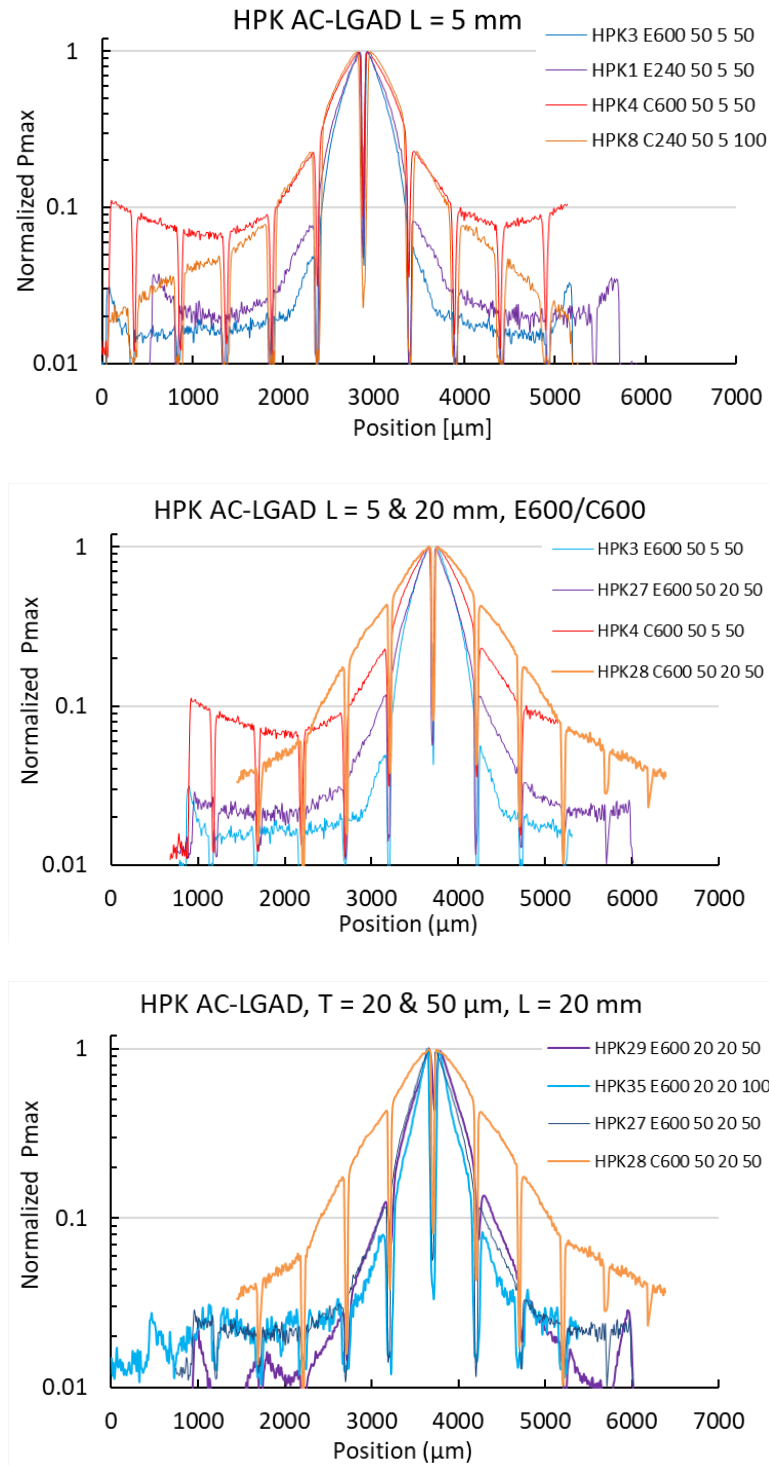 HPK AC-LGAD L = 5 mm
HPK3 E600 50 5 50
HPK1 E240 50 5 50
HPK4 C600 50 5 50
HPK8 C240 50 5 100
Normalized Pmax
1
0.1
0.01
0 1000 2000 3000 4000 5000 6000 7000
Position [µm]
HPK AC-LGAD L = 5 & 20 mm, E600/C600
HPK3 E600 50 5 50
HPK27 E600 50 20 50
HPK4 C600 50 5 50
HPK28 C600 50 20 50
Normalized Pmax
1
0.1
0.01
0 1000 2000 3000 4000 5000 6000 7000
Position (µm)
HPK AC-LGAD, T = 20 & 50 µm, L = 20 mm
HPK29 E600 20 20 50
HPK35 E600 20 20 100
HPK27 E600 50 20 50
HPK28 C600 50 20 50
Normalized Pmax
1
0.1
0.01
0 1000 2000 3000 4000 5000 6000 7000
Position (µm)